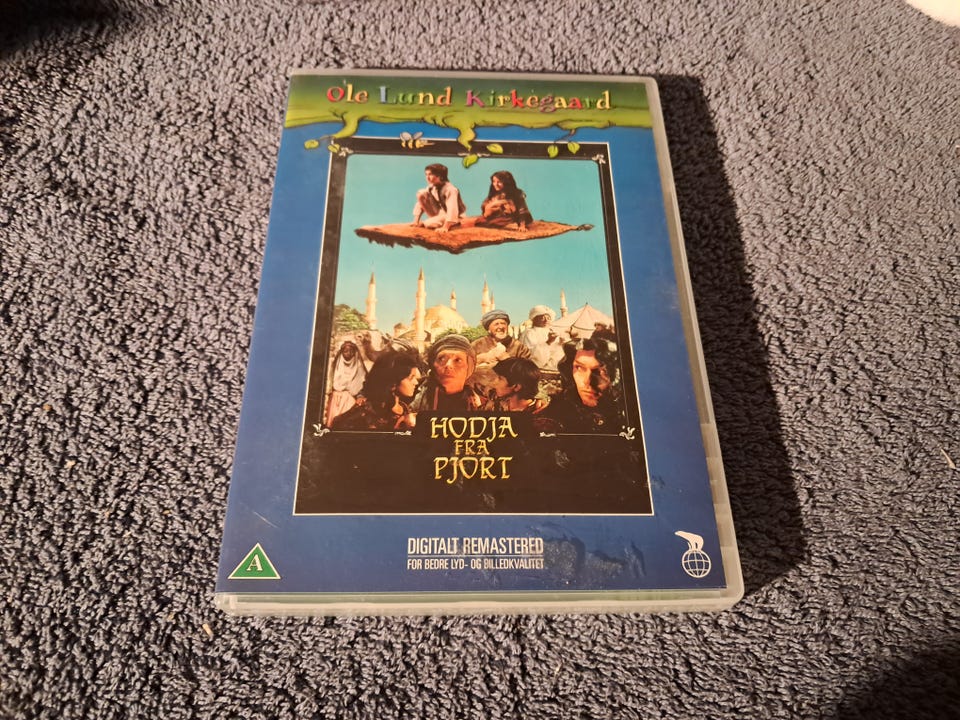 Ole Lund Kirkegaard
HODJA
FRA
PJORT
DIGITALT REMASTERED
FOR BEDRE LYD- OG BILLEDKVALITET
A